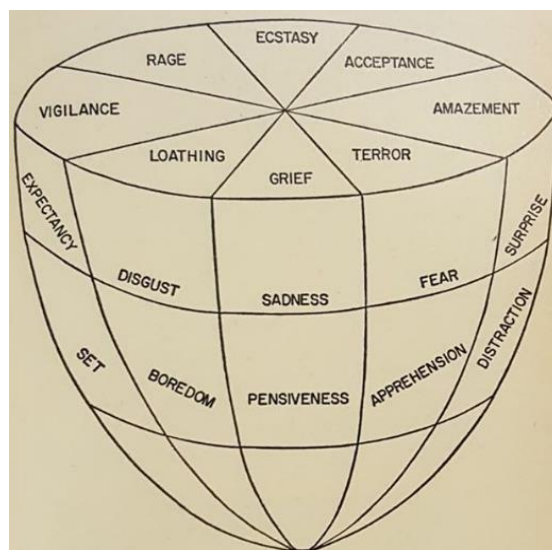 ECSTASY
RAGE
ACCEPTANCE
VIGILANCE
AMAZEMENT
LOATHING
TERROR
GRIEF
EXPECTANCY
SURPRISE
DISGUST
SADNESS
FEAR
SET
BOREDOM
PENSIVENESS
APPREHENSION
DISTRACTION